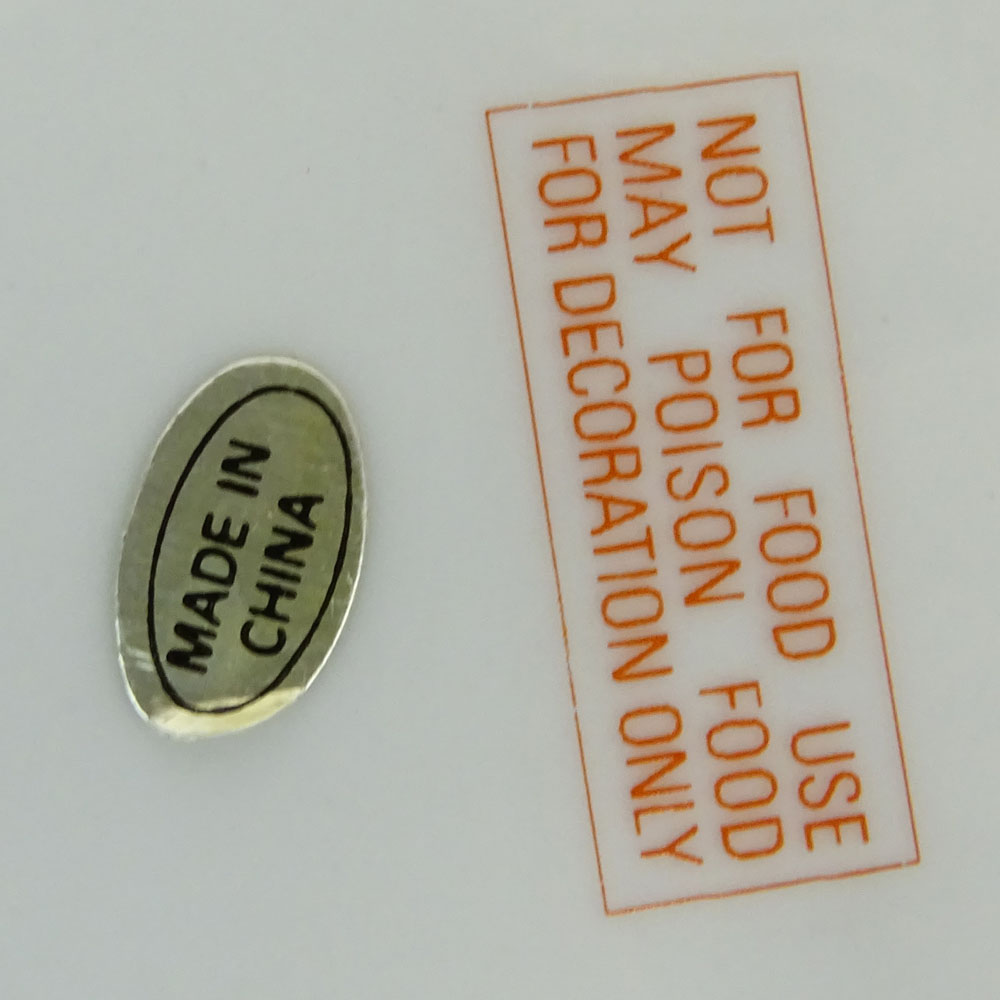 NOT FOR FOOD USE
MAY POISON FOOD
FOR DECORATION ONLY
MADE IN
CHINA